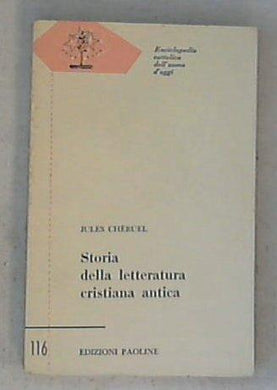 Enciclopedia
cattolica
dell'uomo
d'oggi
JULES CHÉRUEL
Storia
della letteratura
cristiana antica
116
EDIZIONI PAOLINE